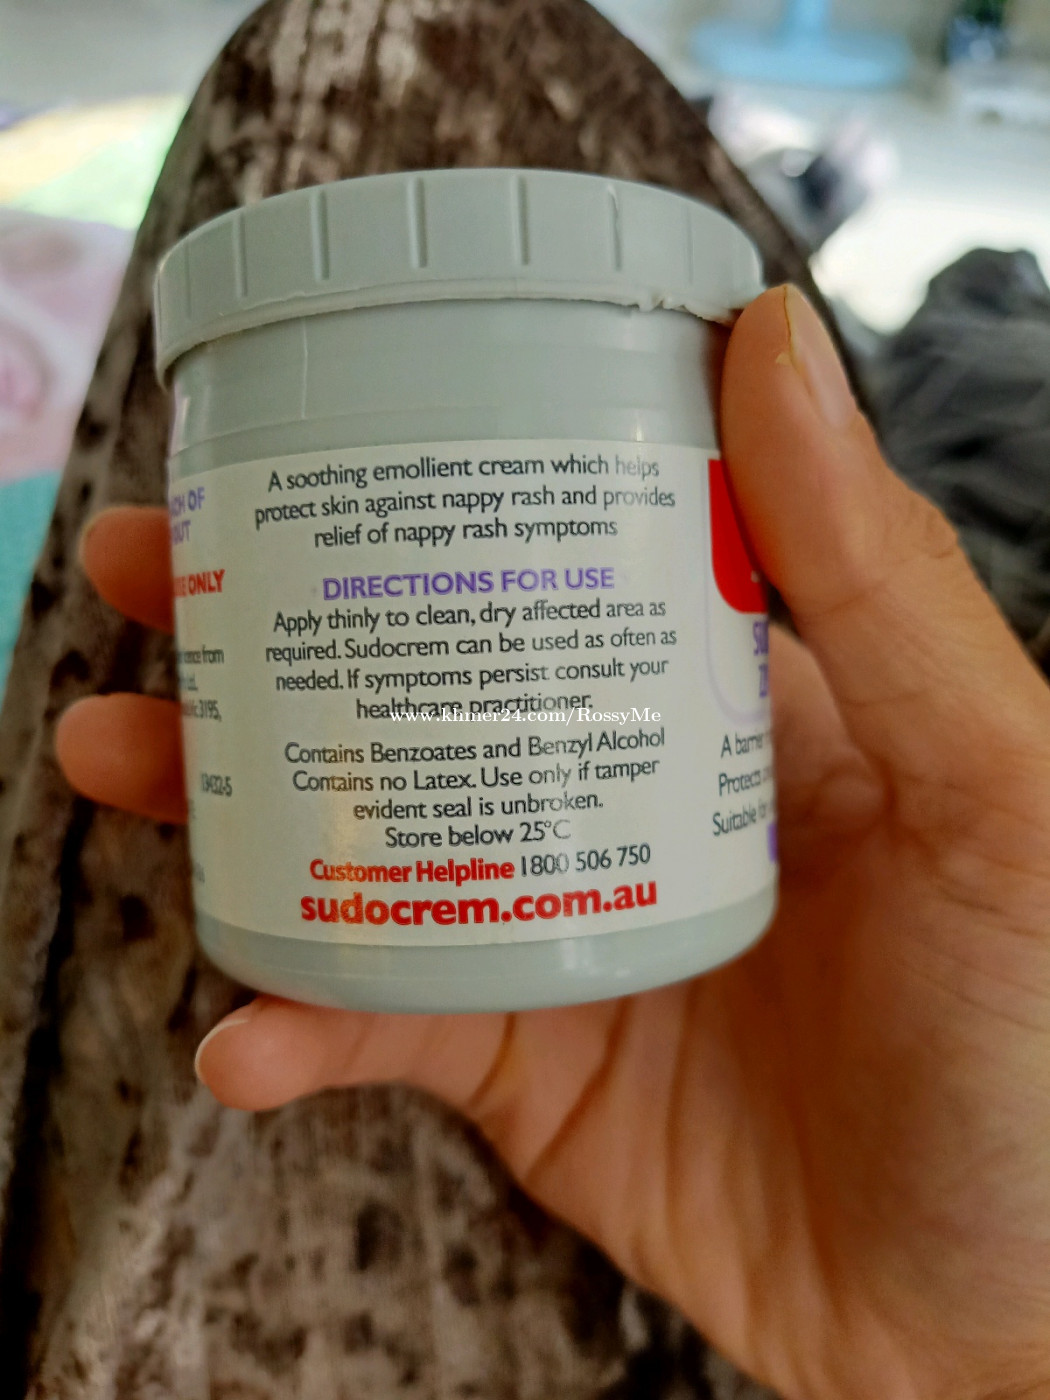 A soothing emollient cream which helps
protect skin against nappy rash and provides
relief of nappy rash symptoms
DIRECTIONS FOR USE
Apply thinly to clean, dry affected area as
required. Sudocrem can be used as often as
needed. If symptoms persist consult your
healthcare practitioner.
www.khmer24.com/RossyMe
Contains Benzoates and Benzyl Alcohol
Contains no Latex. Use only if tamper
evident seal is unbroken.
Store below 25°C
Customer Helpline 1800 506 750
sudocrem.com.au
OF
ONLY
from
3195,
A barrier
Protects
Suitable